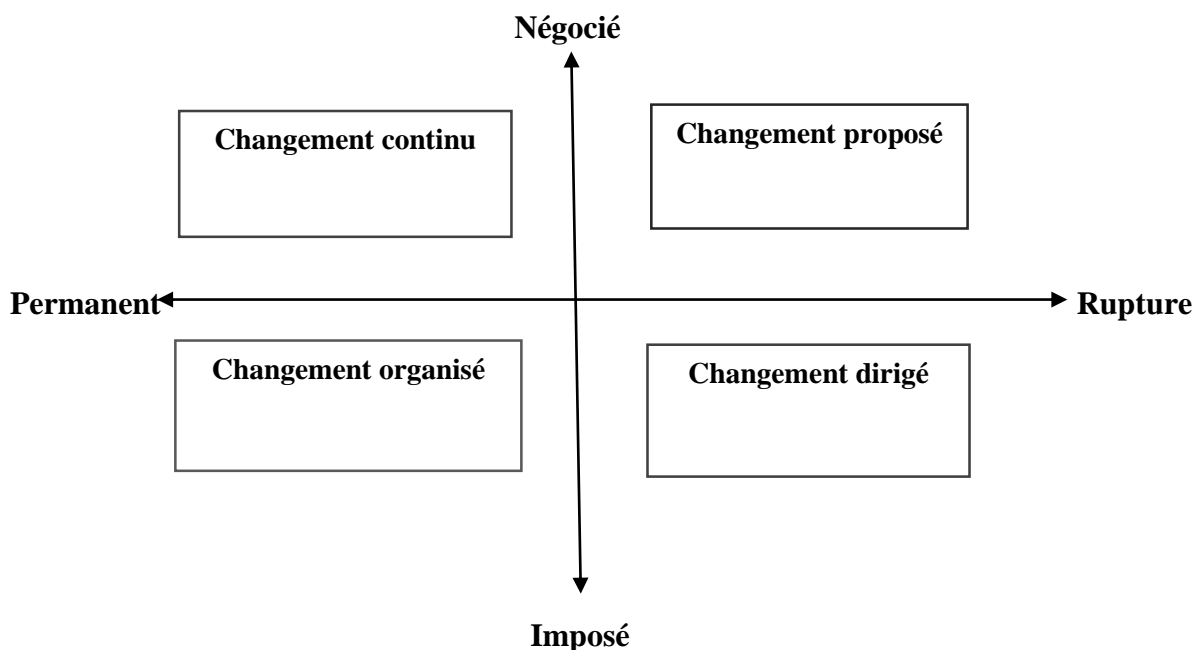 Négocié
Changement continu
Changement proposé
Permanent
Rupture
Changement organisé
Changement dirigé
Imposé